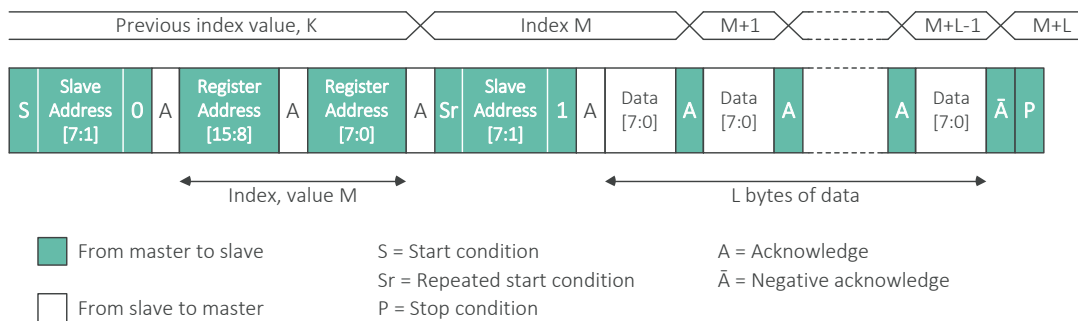 Previous index value, K Index M M+1 M+L-1 M+L
S Slave Address [7:1] 0 A Register Address [15:8] A Register Address [7:0] A Sr Slave Address [7:1] 1 A Data [7:0] A Data [7:0] A A Data [7:0] Ā P
Index, value M L bytes of data
From master to slave S = Start condition A = Acknowledge
Sr = Repeated start condition Ā = Negative acknowledge
From slave to master P = Stop condition